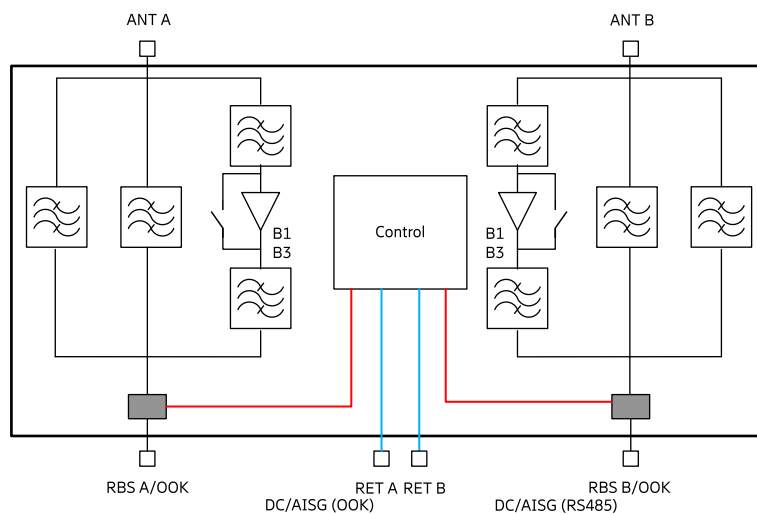 ANT A
ANT B
Control
B1
B3
B1
B3
RBS A/OOK
RET A
RET B
RBS B/OOK
DC/AISG (OOK)
DC/AISG (RS485)